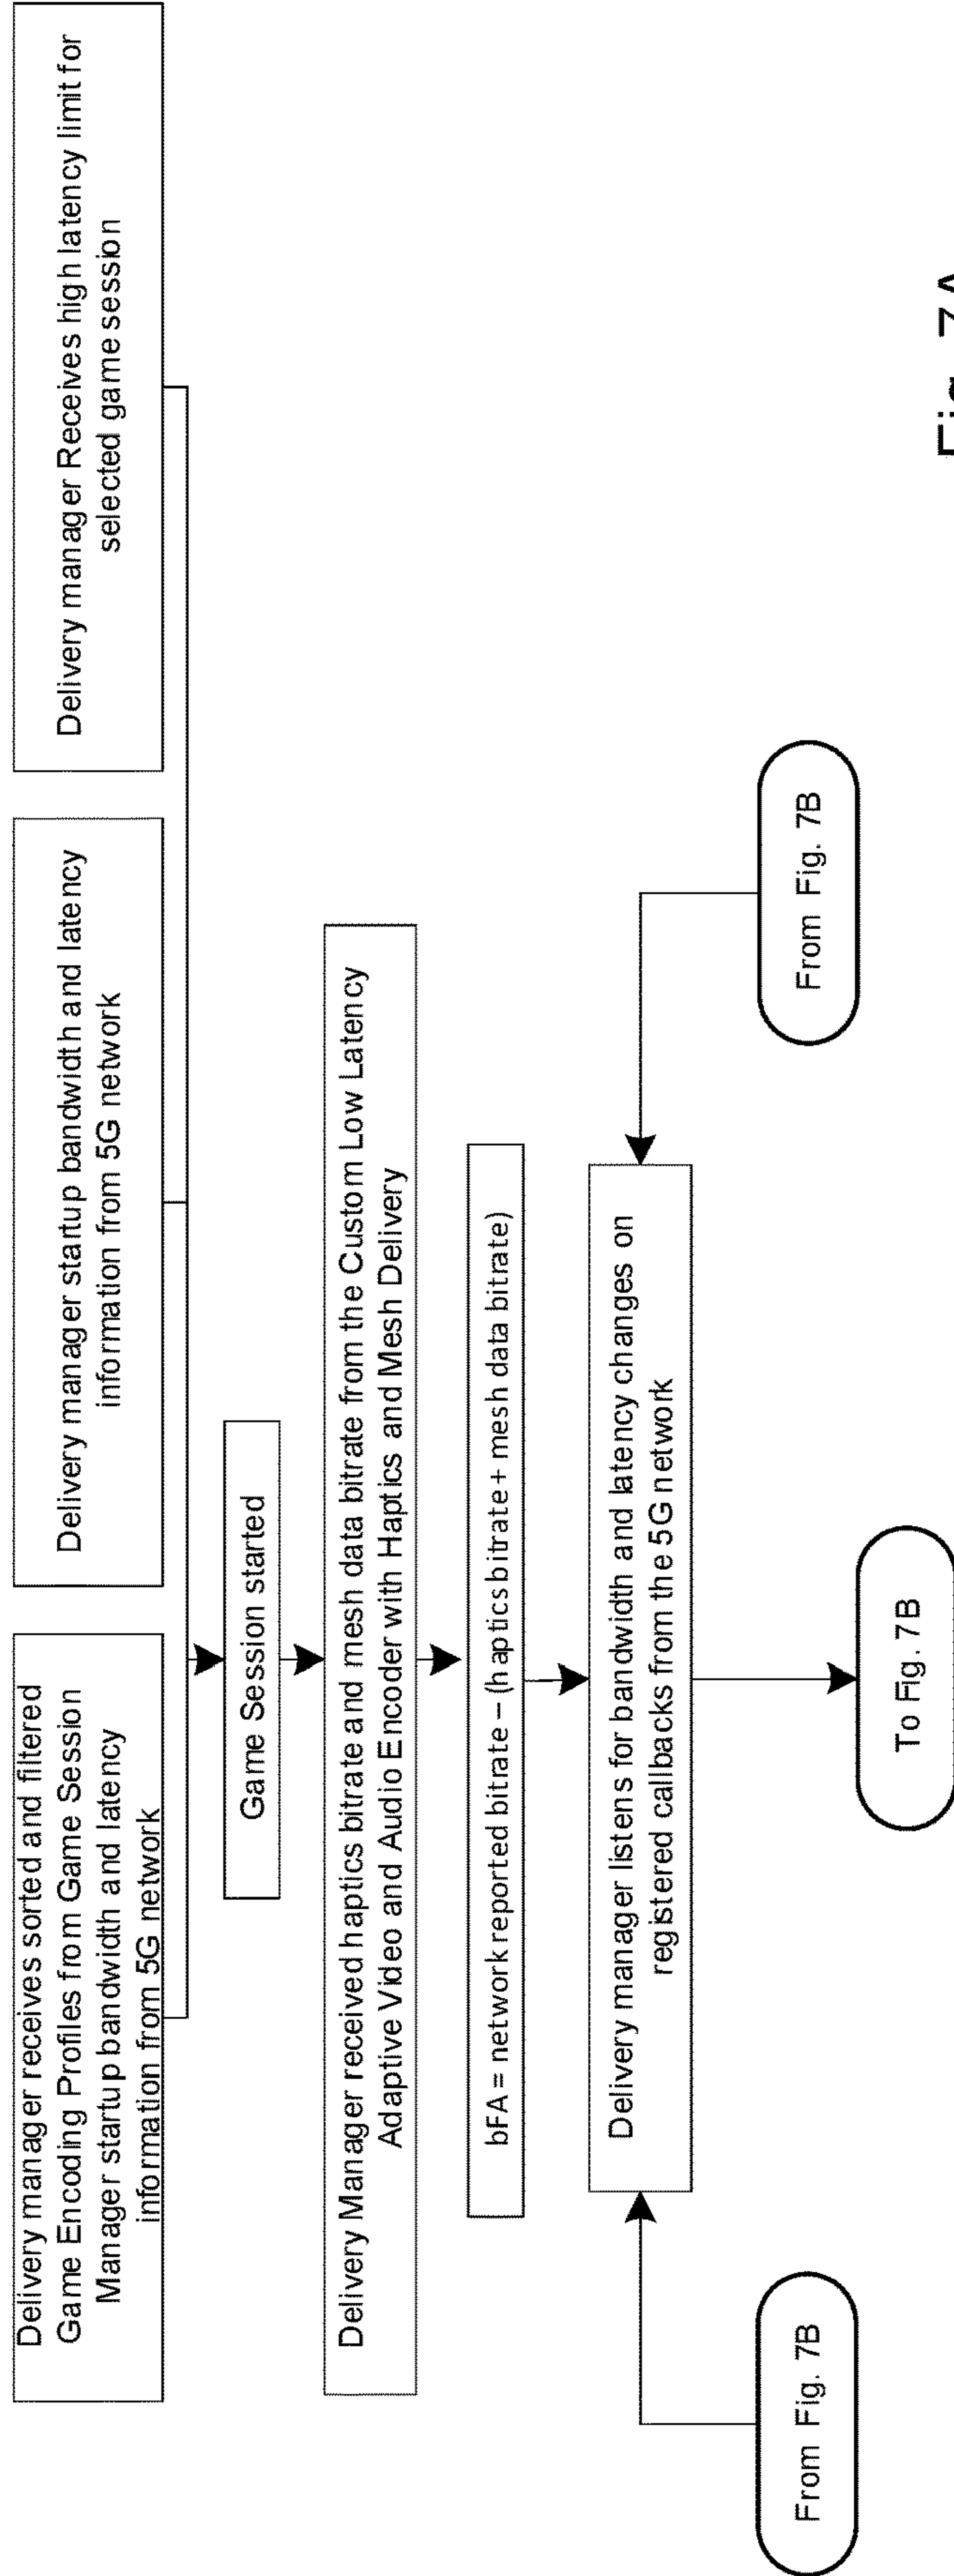 Delivery manager receives sorted and filtered
Game Encoding Profiles from Game Session
Manager startup bandwidth and latency
information from 5G network
Delivery manager startup bandwidth and latency
information from 5G network
Delivery manager Receives high latency limit for
selected game session
Game Session started
Delivery Manager received haptics bitrate and mesh data bitrate from the Custom Low Latency
Adaptive Video and Audio Encoder with Haptics and Mesh Delivery
bFA = network reported bitrate – (haptics bitrate + mesh data bitrate)
Delivery manager listens for bandwidth and latency changes on
registered callbacks from the 5G network
From Fig. 7B
From Fig. 7B
To Fig. 7B